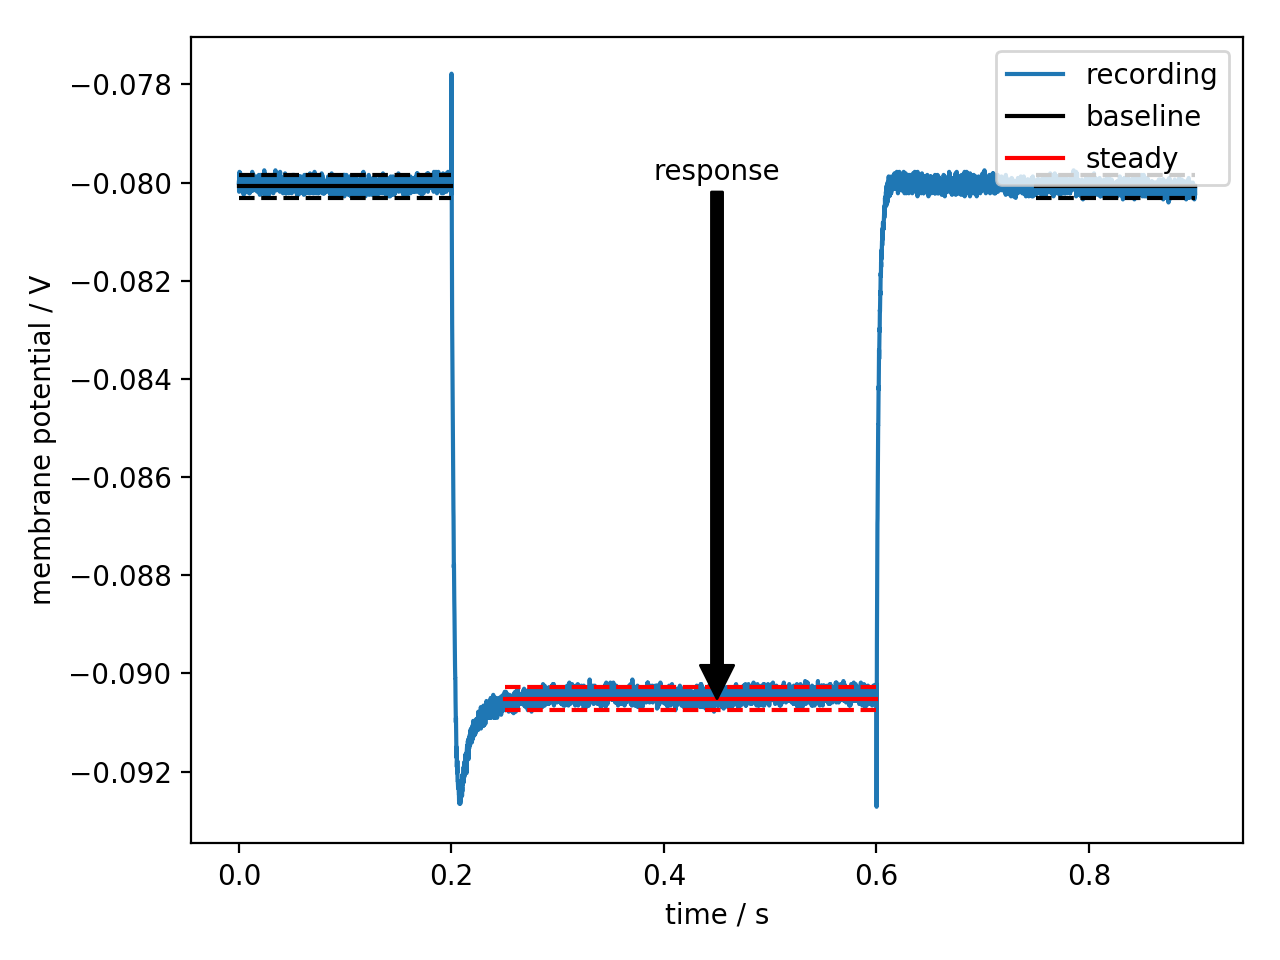 membrane potential / V
−0.078
−0.080
−0.082
−0.084
−0.086
−0.088
−0.090
−0.092
response
recording
baseline
steady
0.0 0.2 0.4 0.6 0.8
time / s